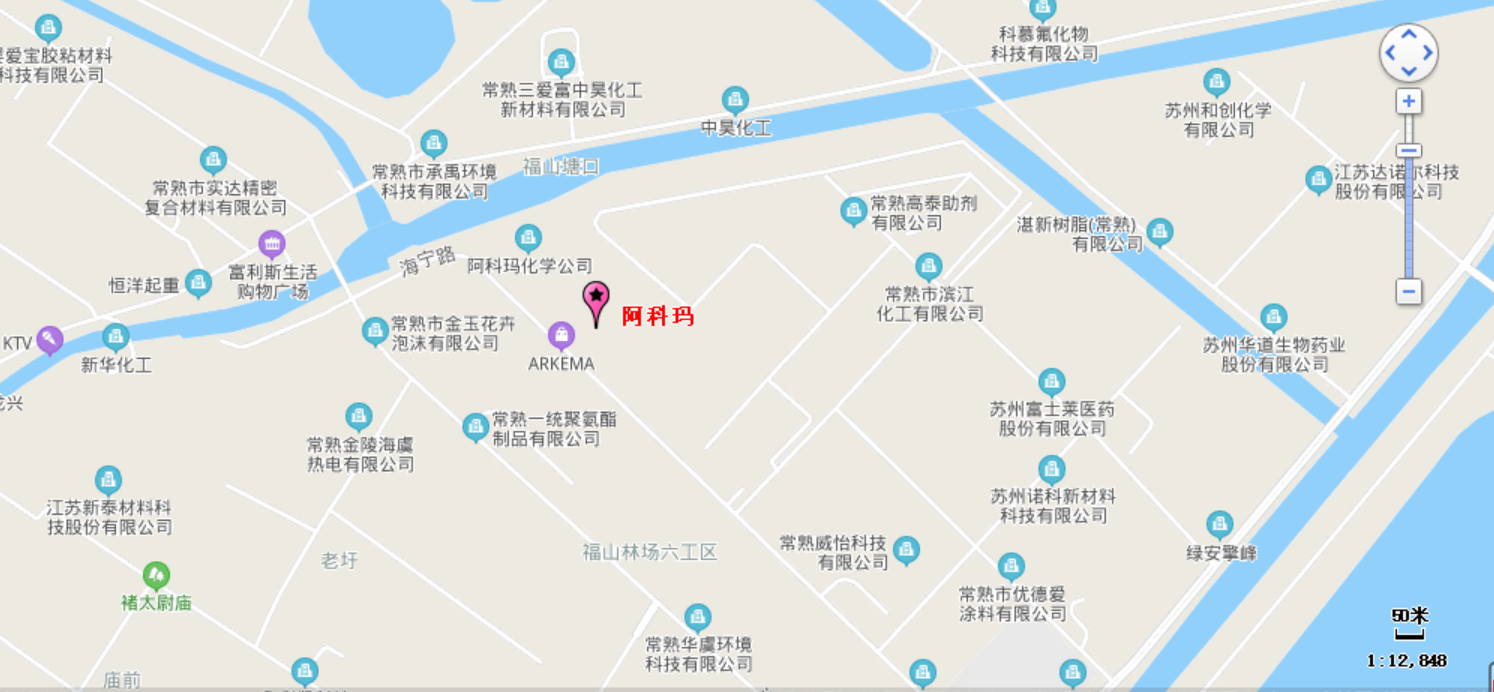 爱宝胶粘材料
科技有限公司
常熟三爱富中昊化工
新材料有限公司
科慕氟化物
科技有限公司
中昊化工
苏州和创化学
有限公司
常熟市承禹环境
科技有限公司
福山塘口
常熟市实达精密
复合材料有限公司
江苏达诺尔科技
股份有限公司
常熟高泰助剂
有限公司
湛新树脂(常熟)
有限公司
海宁路
阿科玛化学公司
富利斯生活
购物广场
恒洋起重
常熟市滨江
化工有限公司
阿科玛
常熟市金玉花卉
泡沫有限公司
KTV
新华化工
ARKEMA
苏州华道生物药业
股份有限公司
兴
苏州富士莱医药
股份有限公司
常熟一统聚氨酯
制品有限公司
常熟金陵海虞
热电有限公司
江苏新泰材料科
技股份有限公司
苏州诺科新材料
科技有限公司
老圩
福山林场六工区
常熟威怡科技
有限公司
绿安擎峰
褚太尉庙
常熟市优德爱
涂料有限公司
常熟华虞环境
科技有限公司
庙前
50米
1:12,848